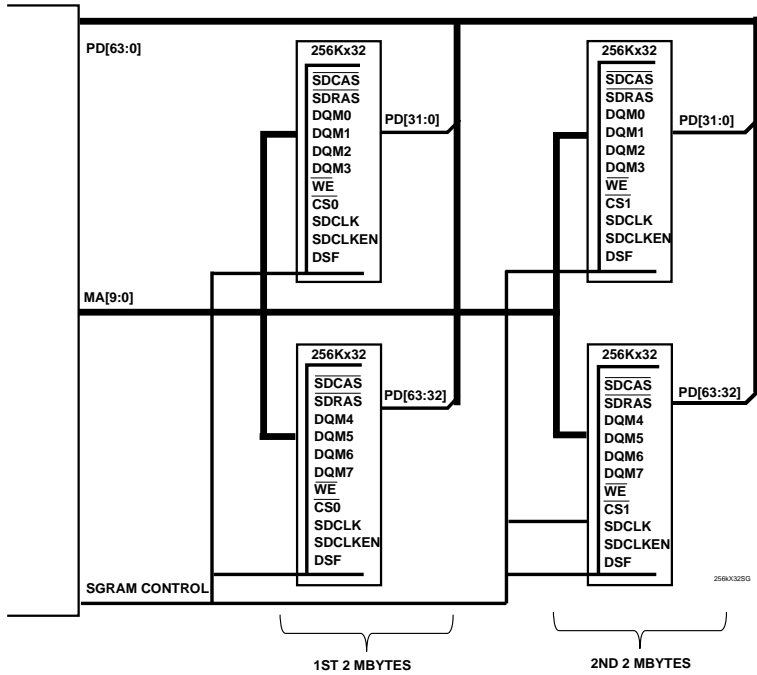 PD[63:0]
256Kx32
SDCAS
SDRAS
DQM0
DQM1
DQM2
DQM3
WE
CS0
SDCLK
SDCLKEN
DSF
PD[31:0]
256Kx32
SDCAS
SDRAS
DQM0
DQM1
DQM2
DQM3
WE
CS1
SDCLK
SDCLKEN
DSF
PD[31:0]
MA[9:0]
256Kx32
SDCAS
SDRAS
DQM4
DQM5
DQM6
DQM7
WE
CS0
SDCLK
SDCLKEN
DSF
PD[63:32]
256Kx32
SDCAS
SDRAS
DQM4
DQM5
DQM6
DQM7
WE
CS1
SDCLK
SDCLKEN
DSF
PD[63:32]
256kX32SG
SGRAM CONTROL
1ST 2 MBYTES
2ND 2 MBYTES